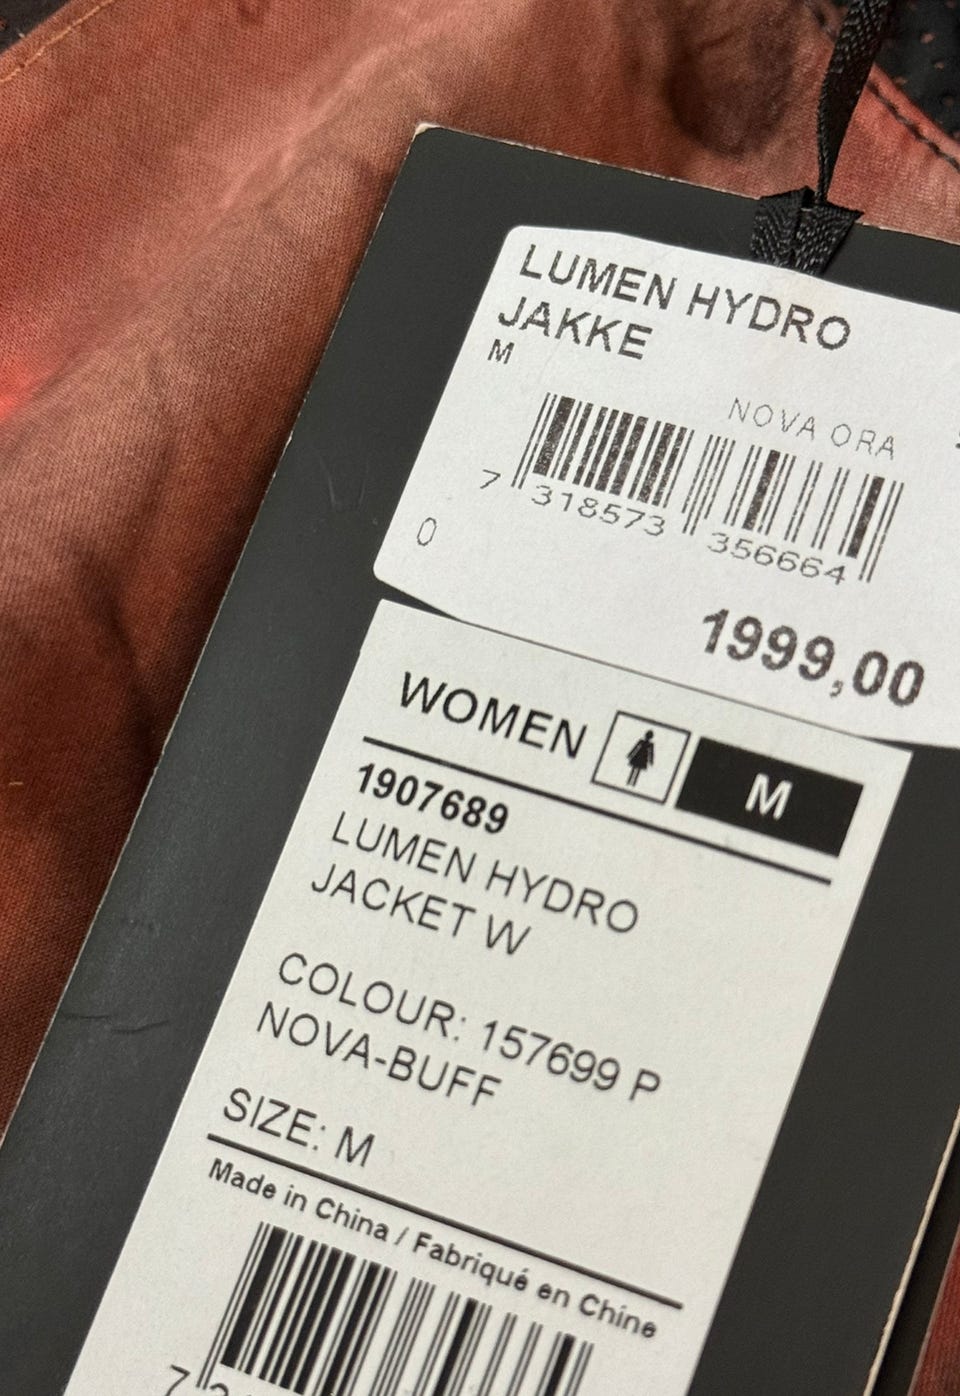 LUMEN HYDRO
JAKKE
M
NOVA ORA
7 318573 356664
0
1999,00
WOMEN M
1907689
LUMEN HYDRO
JACKET W
COLOUR: 157699 P
NOVA-BUFF
SIZE: M
Made in China / Fabriqué en Chine